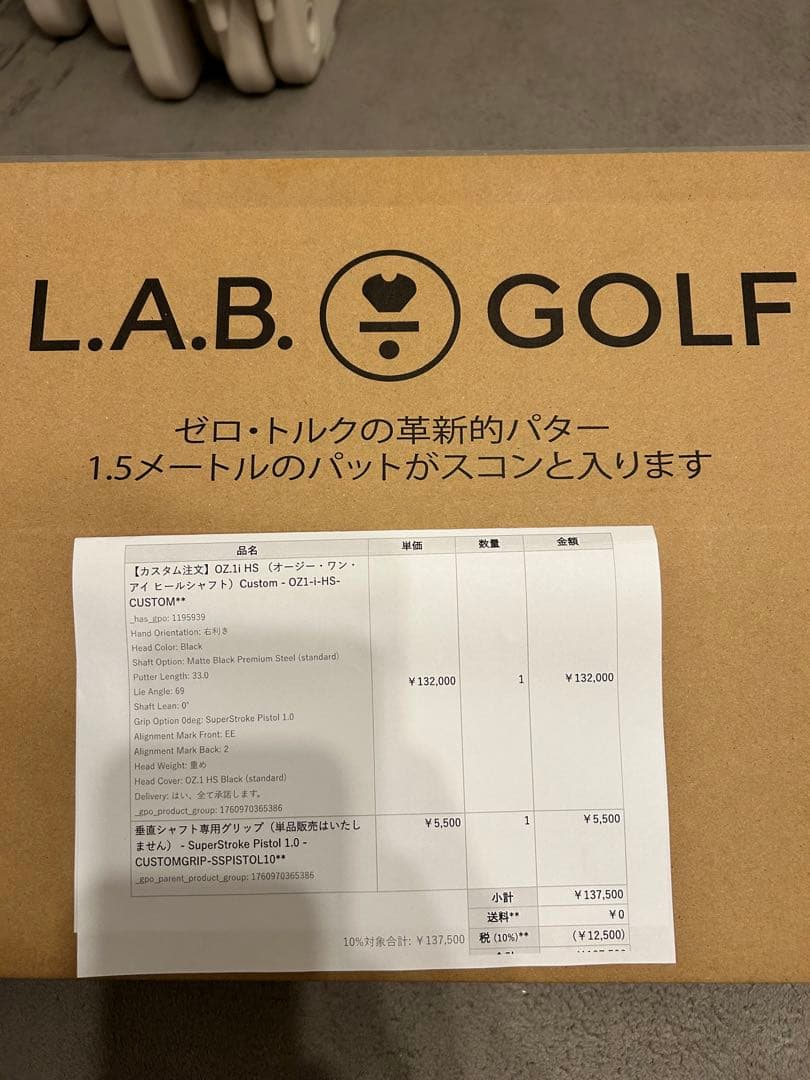 L.A.B. GOLF
ゼロ・トルクの革新的パター
1.5メートルのパットがスコンと入ります
品名 単価 数量 金額
【カスタム注文】OZ.1i HS （オージー・ワン・
アイ ヒールシャフト）Custom - OZ1-i-HS-
CUSTOM**
_has_gpo: 1195939
Hand Orientation: 右利き
Head Color: Black
Shaft Option: Matte Black Premium Steel (standard)
Putter Length: 33.0
￥132,000 1 ￥132,000
Lie Angle: 69
Shaft Lean: 0°
Grip Option 0deg: SuperStroke Pistol 1.0
Alignment Mark Front: EE
Alignment Mark Back: 2
Head Weight: 重め
Head Cover: OZ.1 HS Black (standard)
Delivery: はい、全て承諾します。
_gpo_product_group: 1760970365386
垂直シャフト専用グリップ（単品販売はいたし
ません） - SuperStroke Pistol 1.0 -
CUSTOMGRIP-SSPISTOL10**
￥5,500 1 ￥5,500
_gpo_parent_product_group: 1760970365386
小計 ￥137,500
送料** ￥0
10%対象合計: ￥137,500 税 (10%)** (￥12,500)